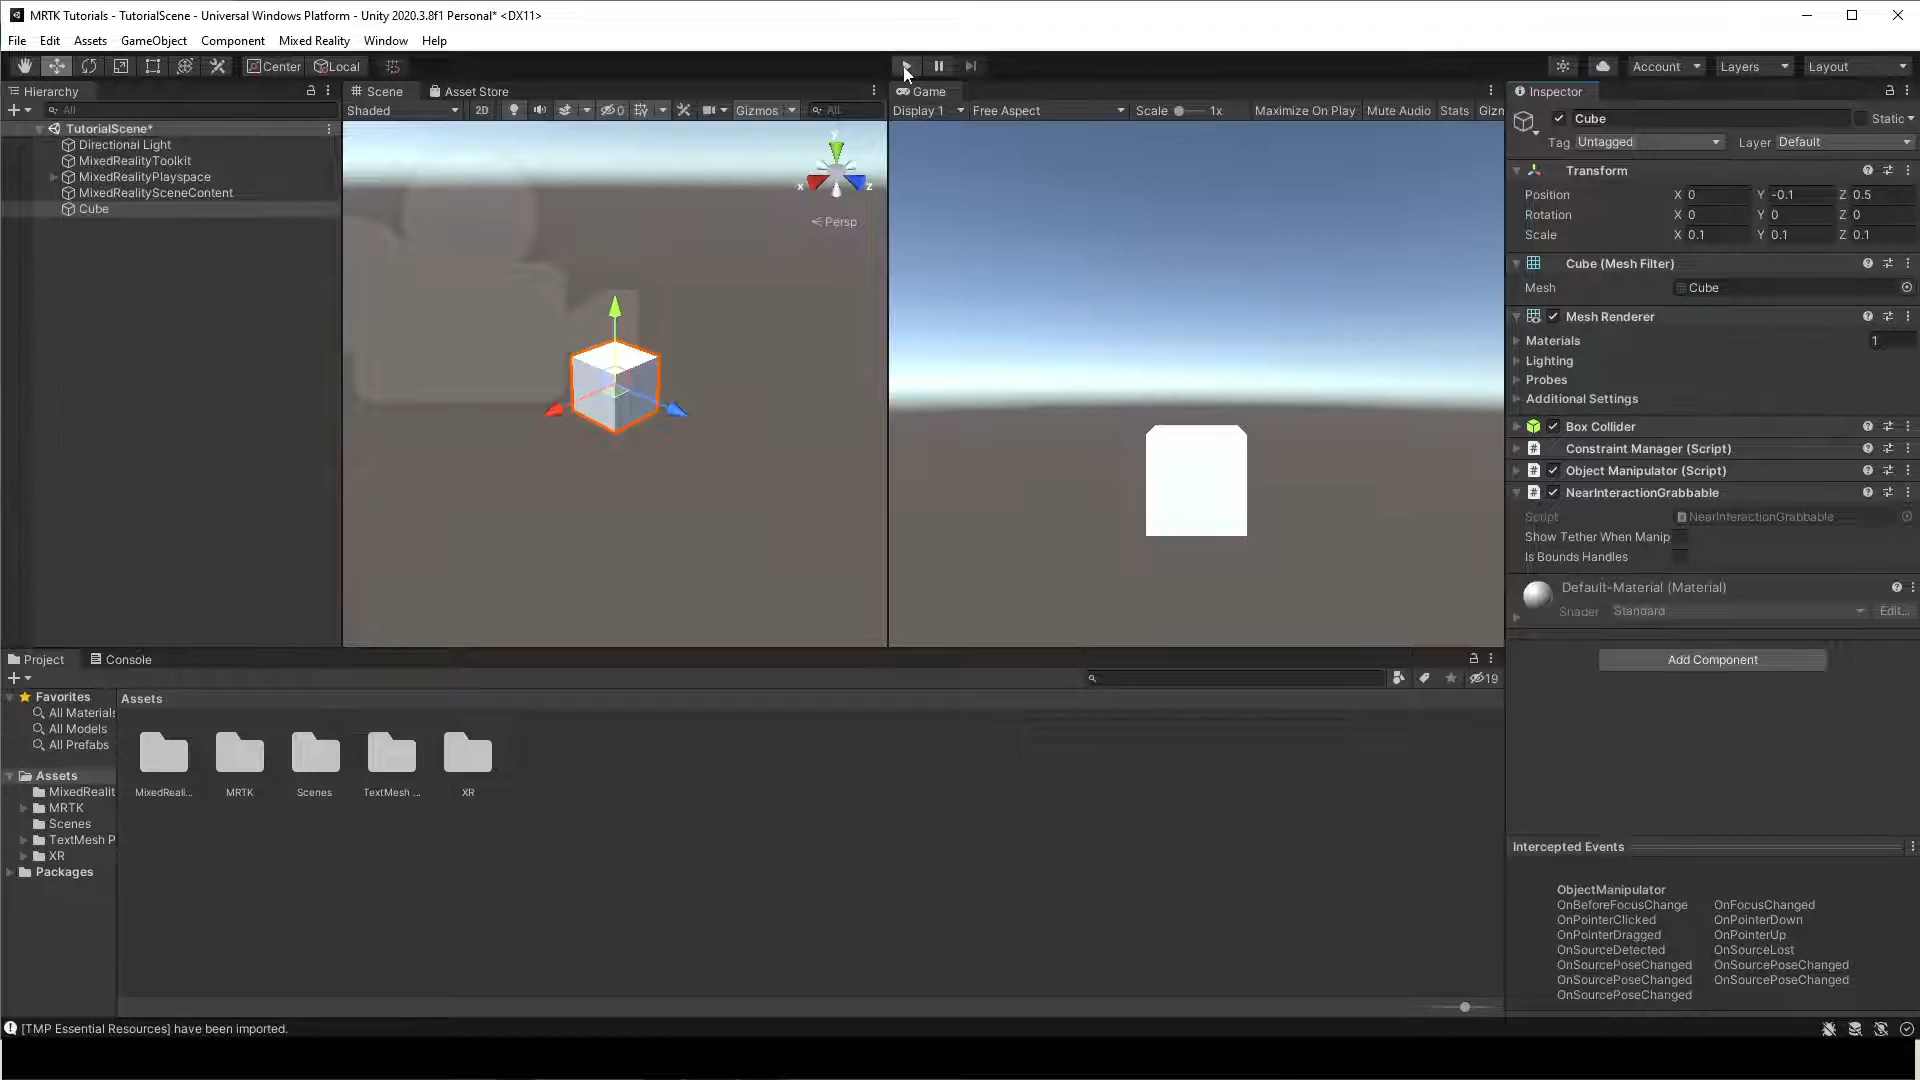 MRTK Tutorials - TutorialScene - Universal Windows Platform - Unity 2020.3.8f1 Personal* <DX11>
File Edit Assets GameObject Component Mixed Reality Window Help
Center Local Account Layers Layout
Hierarchy
All
TutorialScene*
Directional Light
MixedRealityToolkit
MixedRealityPlayspace
MixedRealitySceneContent
Cube
Scene Asset Store
Shaded 2D 0 Gizmos All
y
x z
Persp
Game
Display 1 Free Aspect Scale 1x Maximize On Play Mute Audio Stats Gizn
Inspector
Cube Static
Tag Untagged Layer Default
Transform
Position X 0 Y -0.1 Z 0.5
Rotation X 0 Y 0 Z 0
Scale X 0.1 Y 0.1 Z 0.1
Cube (Mesh Filter)
Mesh Cube
Mesh Renderer
Materials 1
Lighting
Probes
Additional Settings
Box Collider
# Constraint Manager (Script)
# Object Manipulator (Script)
# NearInteractionGrabbable
Script NearInteractionGrabbable
Show Tether When Manip
Is Bounds Handles
Default-Material (Material)
Shader Standard Edit...
Add Component
Project Console
19
Favorites
All Materials
All Models
All Prefabs
Assets
MixedRealit
MRTK
Scenes
TextMesh P
XR
Packages
Assets
MixedReali... MRTK Scenes TextMesh ... XR
Intercepted Events
ObjectManipulator
OnBeforeFocusChange OnFocusChanged
OnPointerClicked OnPointerDown
OnPointerDragged OnPointerUp
OnSourceDetected OnSourceLost
OnSourcePoseChanged OnSourcePoseChanged
OnSourcePoseChanged OnSourcePoseChanged
OnSourcePoseChanged
[TMP Essential Resources] have been imported.